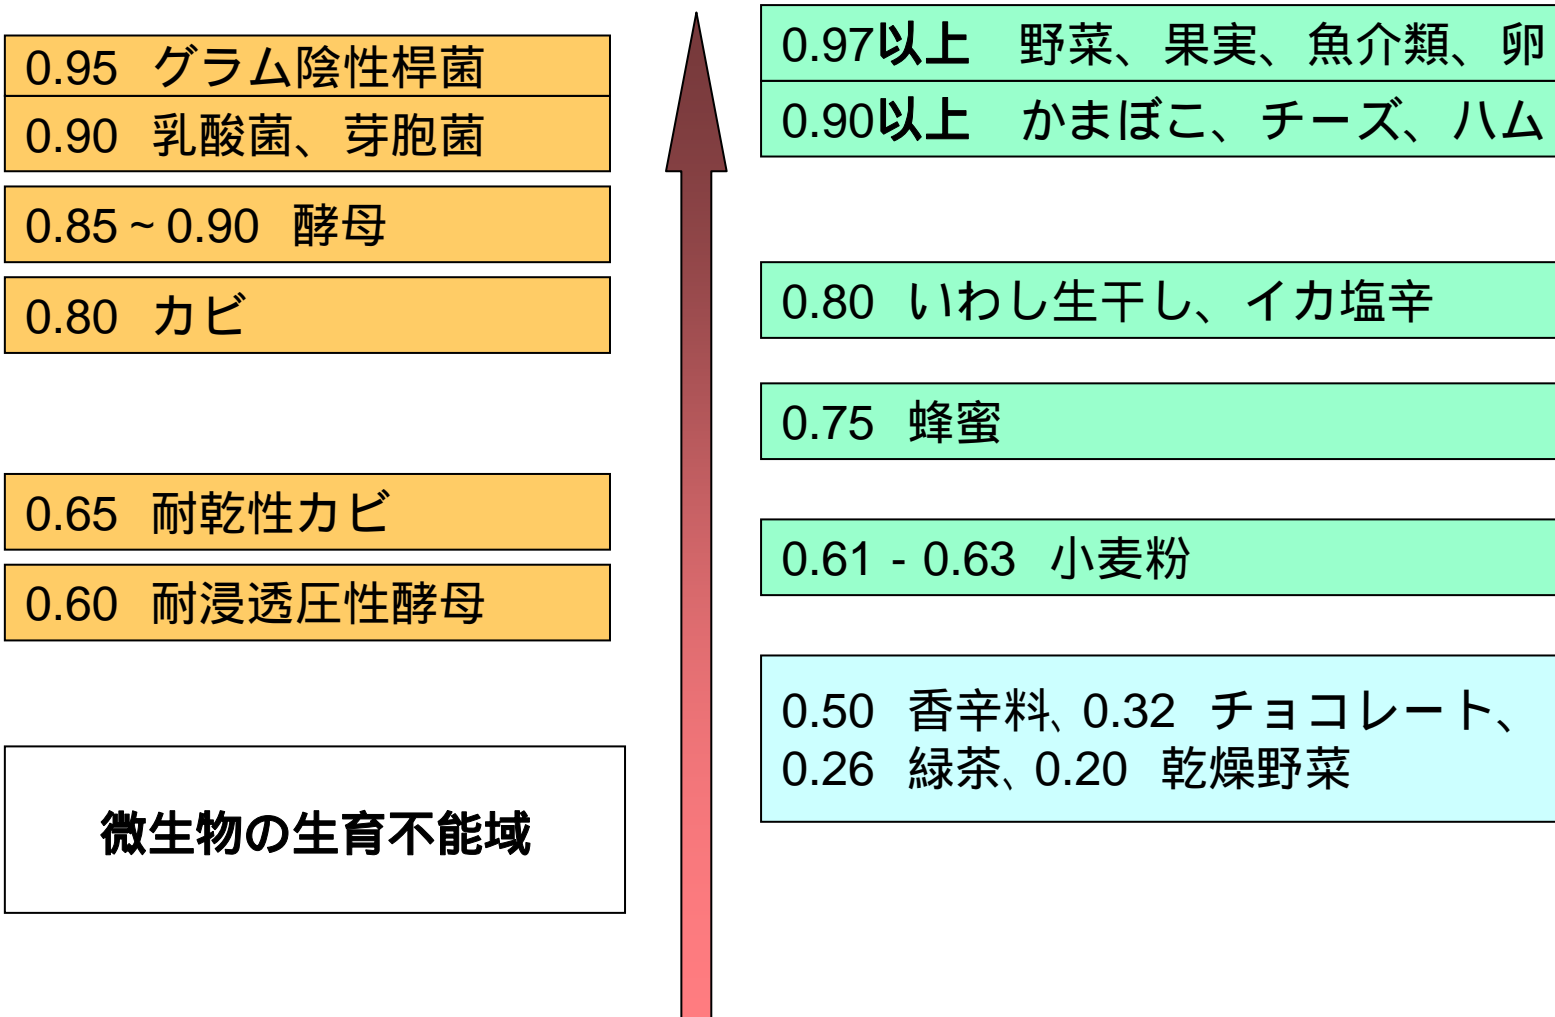 0.95 グラム陰性桿菌
0.90 乳酸菌、芽胞菌
0.85 ~ 0.90 酵母
0.80 カビ
0.65 耐乾性カビ
0.60 耐浸透圧性酵母
微生物の生育不能域
0.97以上 野菜、果実、魚介類、卵
0.90以上 かまぼこ、チーズ、ハム
0.80 いわし生干し、イカ塩辛
0.75 蜂蜜
0.61 - 0.63 小麦粉
0.50 香辛料、0.32 チョコレート、
0.26 緑茶、0.20 乾燥野菜